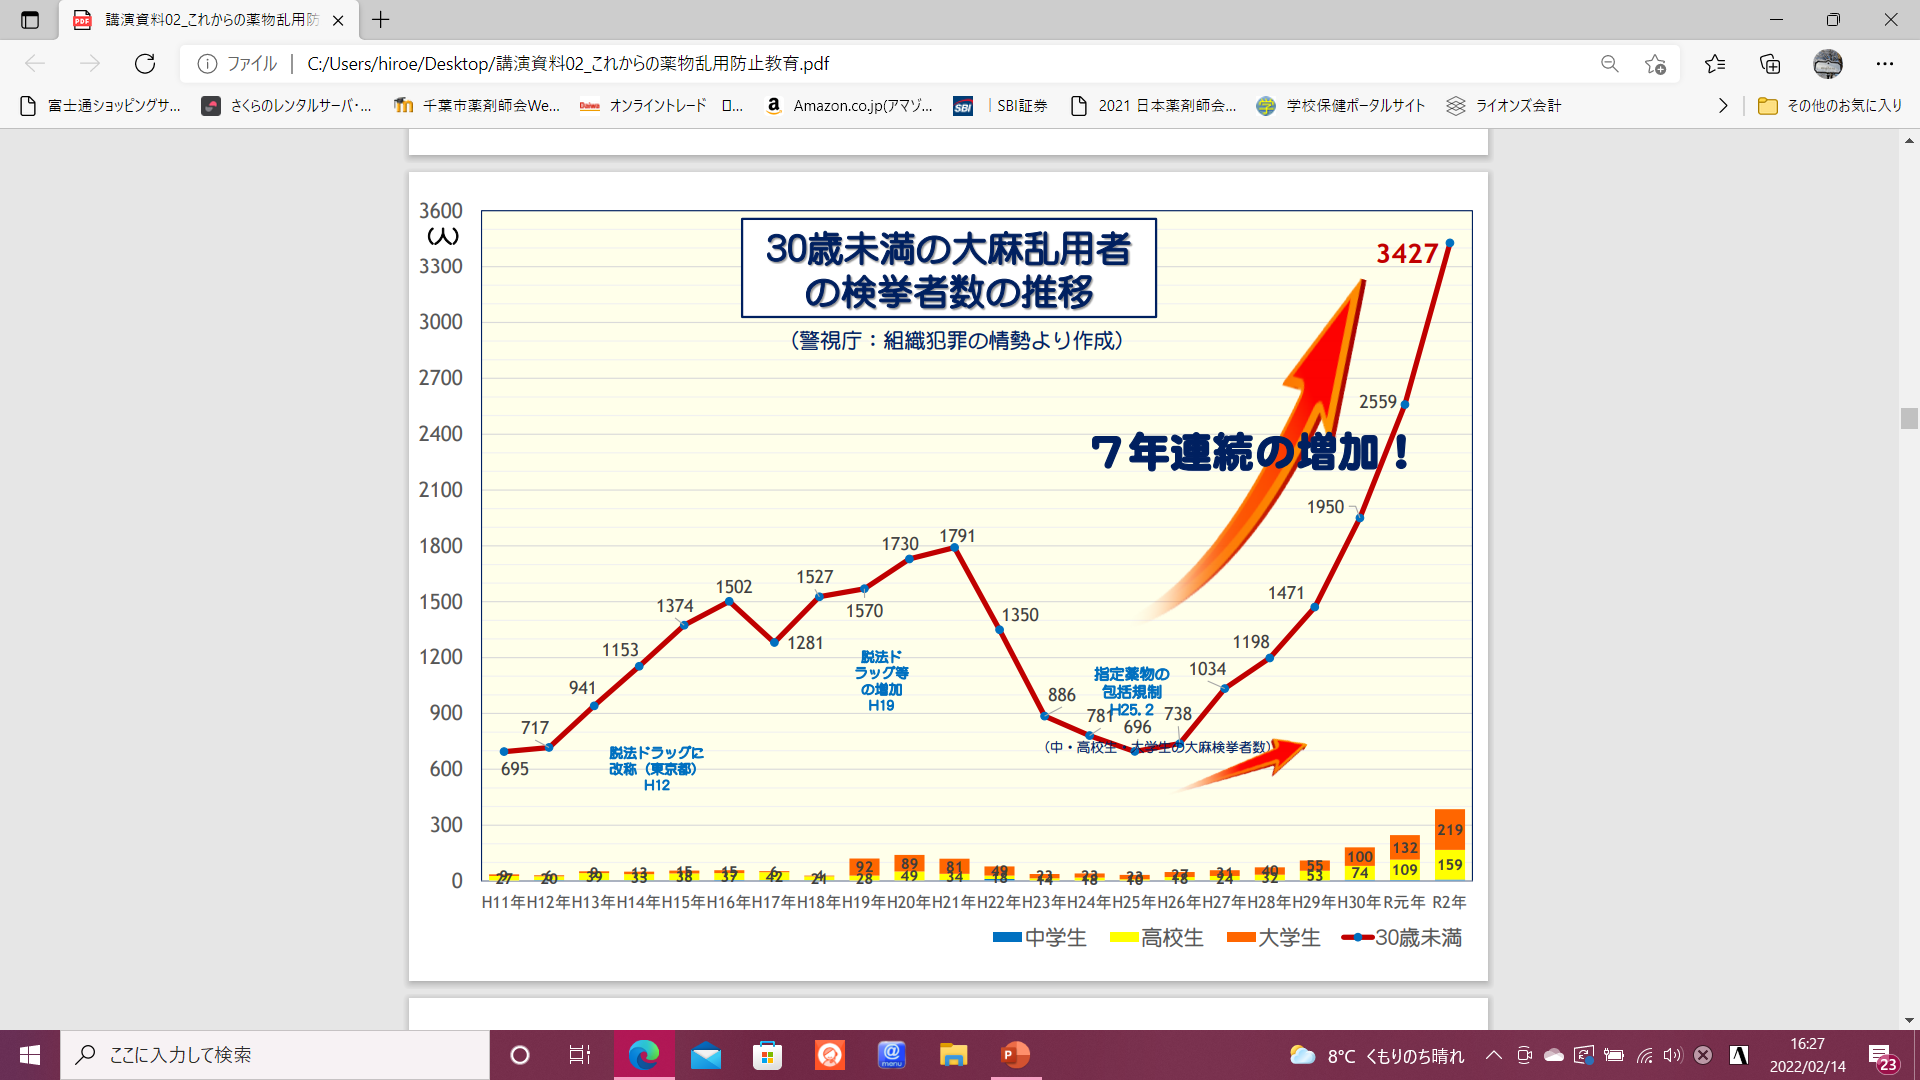 講演資料02_これからの薬物乱用防
ファイル
C:/Users/hiroe/Desktop/講演資料02_これからの薬物乱用防止教育.pdf
富士通ショッピングサ...
さくらのレンタルサーバ・...
千葉市薬剤師会We...
Daiwa
オンライントレード ロ...
Amazon.co.jp(アマゾ...
SBI
|SBI証券
2021 日本薬剤師会...
学校保健ポータルサイト
ライオンズ会計
その他のお気に入り
30歳未満の大麻乱用者
の検挙者数の推移
（警視庁：組織犯罪の情勢より作成）
3600
(人)
3300
3000
2700
2400
2100
1800
1500
1200
900
600
300
0
3427
2559
７年連続の増加！
1950
1471
1198
1034
738
696
781
886
1350
1791
1730
1570
1527
1281
1502
1374
1153
941
717
695
脱法ドラッグに
改称（東京都）
H12
脱法ド
ラッグ等
の増加
H19
指定薬物の
包括規制
H25.2
（中・高校生・大学生の大麻検挙者数）
92 89 81 49 55 100 132 219
27 20 39 33 38 37 42 21 28 49 34 18 24 32 53 74 109 159
H11年 H12年 H13年 H14年 H15年 H16年 H17年 H18年 H19年 H20年 H21年 H22年 H23年 H24年 H25年 H26年 H27年 H28年 H29年 H30年 R元年 R2年
中学生 高校生 大学生 30歳未満
ここに入力して検索
8°C くもりのち晴れ
16:27
2022/02/14
23